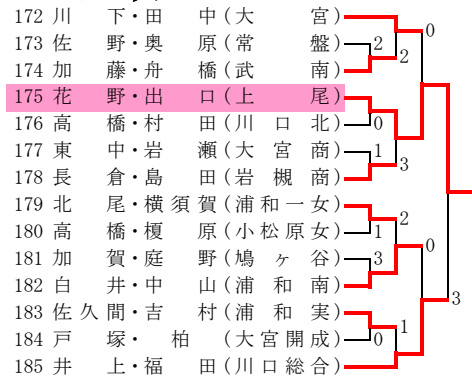 172 川下・田中(大宮)
173 佐野・奥原(常盤)
174 加藤・舟橋(武南)
175 花野・出口(上尾)
176 高橋・村田(川口北)
177 東中・岩瀬(大宮商)
178 長倉・島田(岩槻商)
179 北尾・横須賀(浦和一女)
180 高橋・榎原(小松原女)
181 加賀・庭野(鳩ヶ谷)
182 白井・中山(浦和南)
183 佐久間・吉村(浦和実)
184 戸塚・柏(大宮開成)
185 井上・福田(川口総合)
0
2
2
0
1
3
2
1
0
3
3
1
0